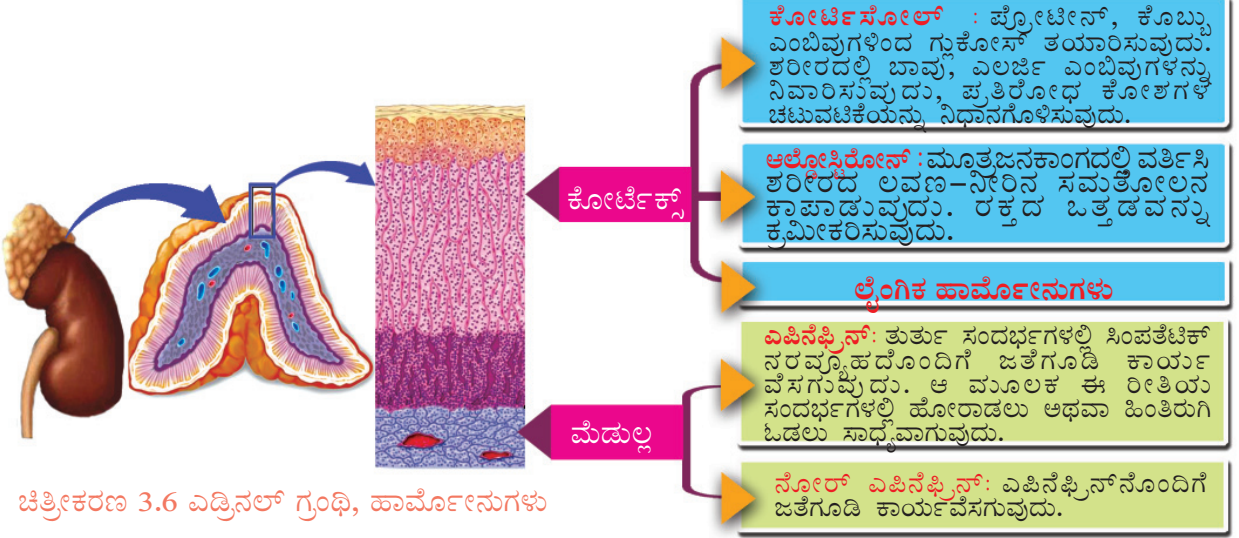 ಕೋರ್ಟಿಸೋಲ್ : ಪ್ರೋಟೀನ್, ಕೊಬ್ಬು
ಎಂಬಿವುಗಳಿಂದ ಗ್ಲುಕೋಸ್ ತಯಾರಿಸುವುದು.
ಶರೀರದಲ್ಲಿ ಬಾವು, ಎಲರ್ಜಿ ಎಂಬಿವುಗಳನ್ನು
ನಿವಾರಿಸುವುದು, ಪ್ರತಿರೋಧ ಕೋಶಗಳ
ಚಟುವಟಿಕೆಯನ್ನು ನಿಧಾನಗೊಳಿಸುವುದು.
ಆಲ್ಡೋಸ್ಟಿರೋನ್ : ಮೂತ್ರಜನಕಾಂಗದಲ್ಲಿ ವರ್ತಿಸಿ
ಶರೀರದ ಲವಣ–ನೀರಿನ ಸಮತೋಲನ
ಕಾಪಾಡುವುದು. ರಕ್ತದ ಒತ್ತಡವನ್ನು
ಕ್ರಮೀಕರಿಸುವುದು.
ಕೋರ್ಟೆಕ್ಸ್
ಲೈಂಗಿಕ ಹಾರ್ಮೋನುಗಳು
ಎಪಿನೆಫ್ರಿನ್: ತುರ್ತು ಸಂದರ್ಭಗಳಲ್ಲಿ ಸಿಂಪತೆಟಿಕ್
ನರವ್ಯೂಹದೊಂದಿಗೆ ಜತೆಗೂಡಿ ಕಾರ್ಯ
ವೆಸಗುವುದು. ಆ ಮೂಲಕ ಈ ರೀತಿಯ
ಸಂದರ್ಭಗಳಲ್ಲಿ ಹೋರಾಡಲು ಅಥವಾ ಹಿಂತಿರುಗಿ
ಓಡಲು ಸಾಧ್ಯವಾಗುವುದು.
ಮೆಡುಲ್ಲ
ನೋರ್ ಎಪಿನೆಫ್ರಿನ್: ಎಪಿನೆಫ್ರಿನ್‌ನೊಂದಿಗೆ
ಜತೆಗೂಡಿ ಕಾರ್ಯವೆಸಗುವುದು.
ಚಿತ್ರೀಕರಣ 3.6 ಎಡ್ರಿನಲ್ ಗ್ರಂಥಿ, ಹಾರ್ಮೋನುಗಳು